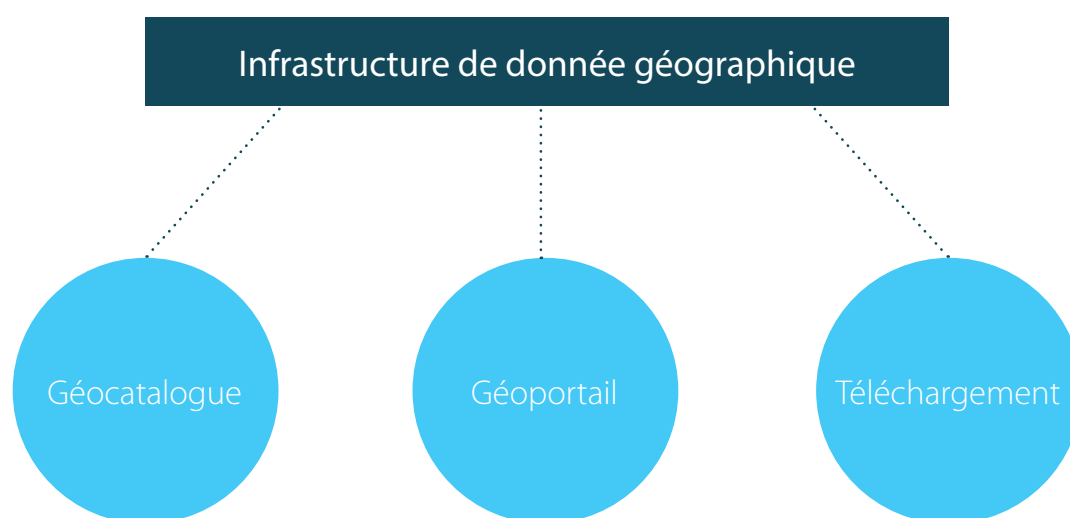 Infrastructure de donnée géographique
Géocatalogue
Géoportail
Téléchargement